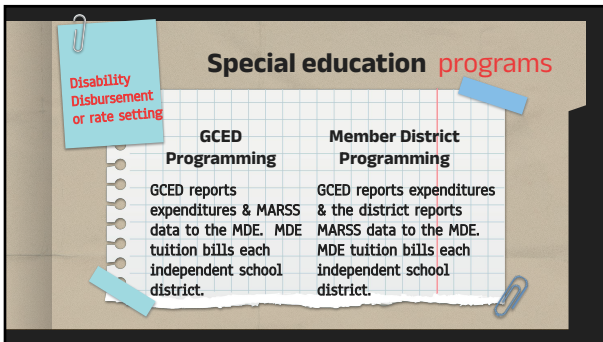 Special education programs
Disability
Disbursement
or rate setting
GCED
Programming
GCED reports
expenditures & MARSS
data to the MDE. MDE
tuition bills each
independent school
district.
Member District
Programming
GCED reports expenditures
& the district reports
MARSS data to the MDE.
MDE tuition bills each
independent school
district.